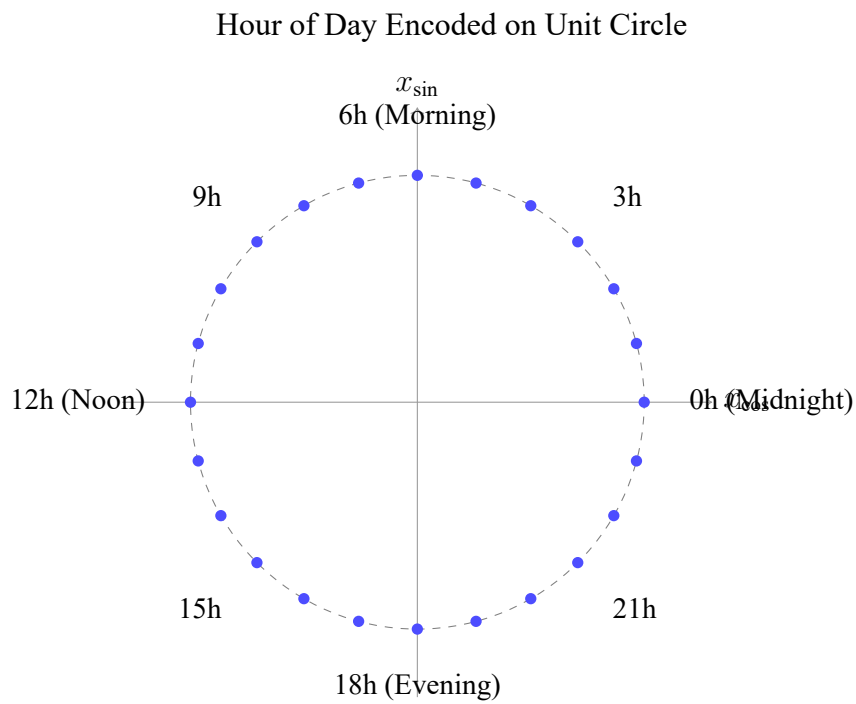 Hour of Day Encoded on Unit Circle
x_sin
6h (Morning)
9h
3h
12h (Noon)
0h (Midnight)
x_cos
15h
21h
18h (Evening)